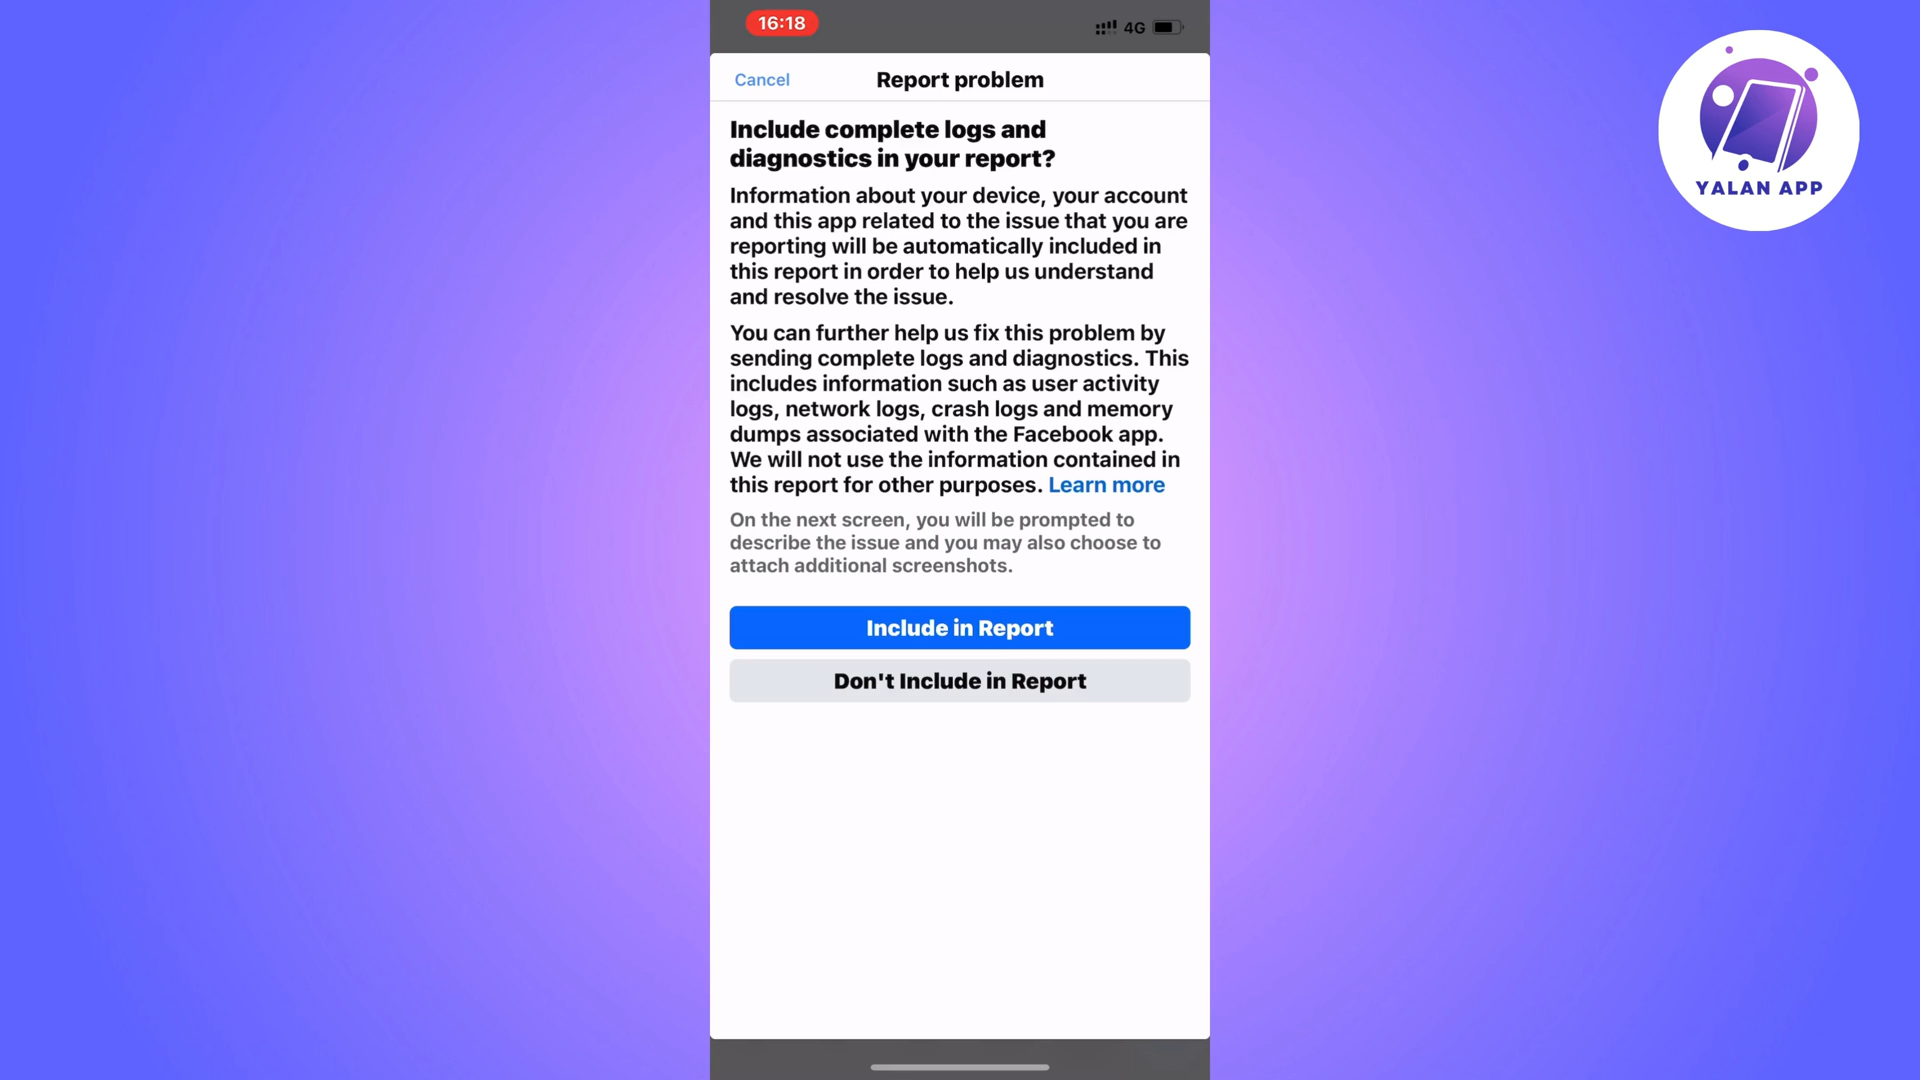 16:18
4G
Cancel
Report problem
Include complete logs and
diagnostics in your report?
Information about your device, your account
and this app related to the issue that you are
reporting will be automatically included in
this report in order to help us understand
and resolve the issue.
You can further help us fix this problem by
sending complete logs and diagnostics. This
includes information such as user activity
logs, network logs, crash logs and memory
dumps associated with the Facebook app.
We will not use the information contained in
this report for other purposes. Learn more
On the next screen, you will be prompted to
describe the issue and you may also choose to
attach additional screenshots.
Include in Report
Don't Include in Report
YALAN APP